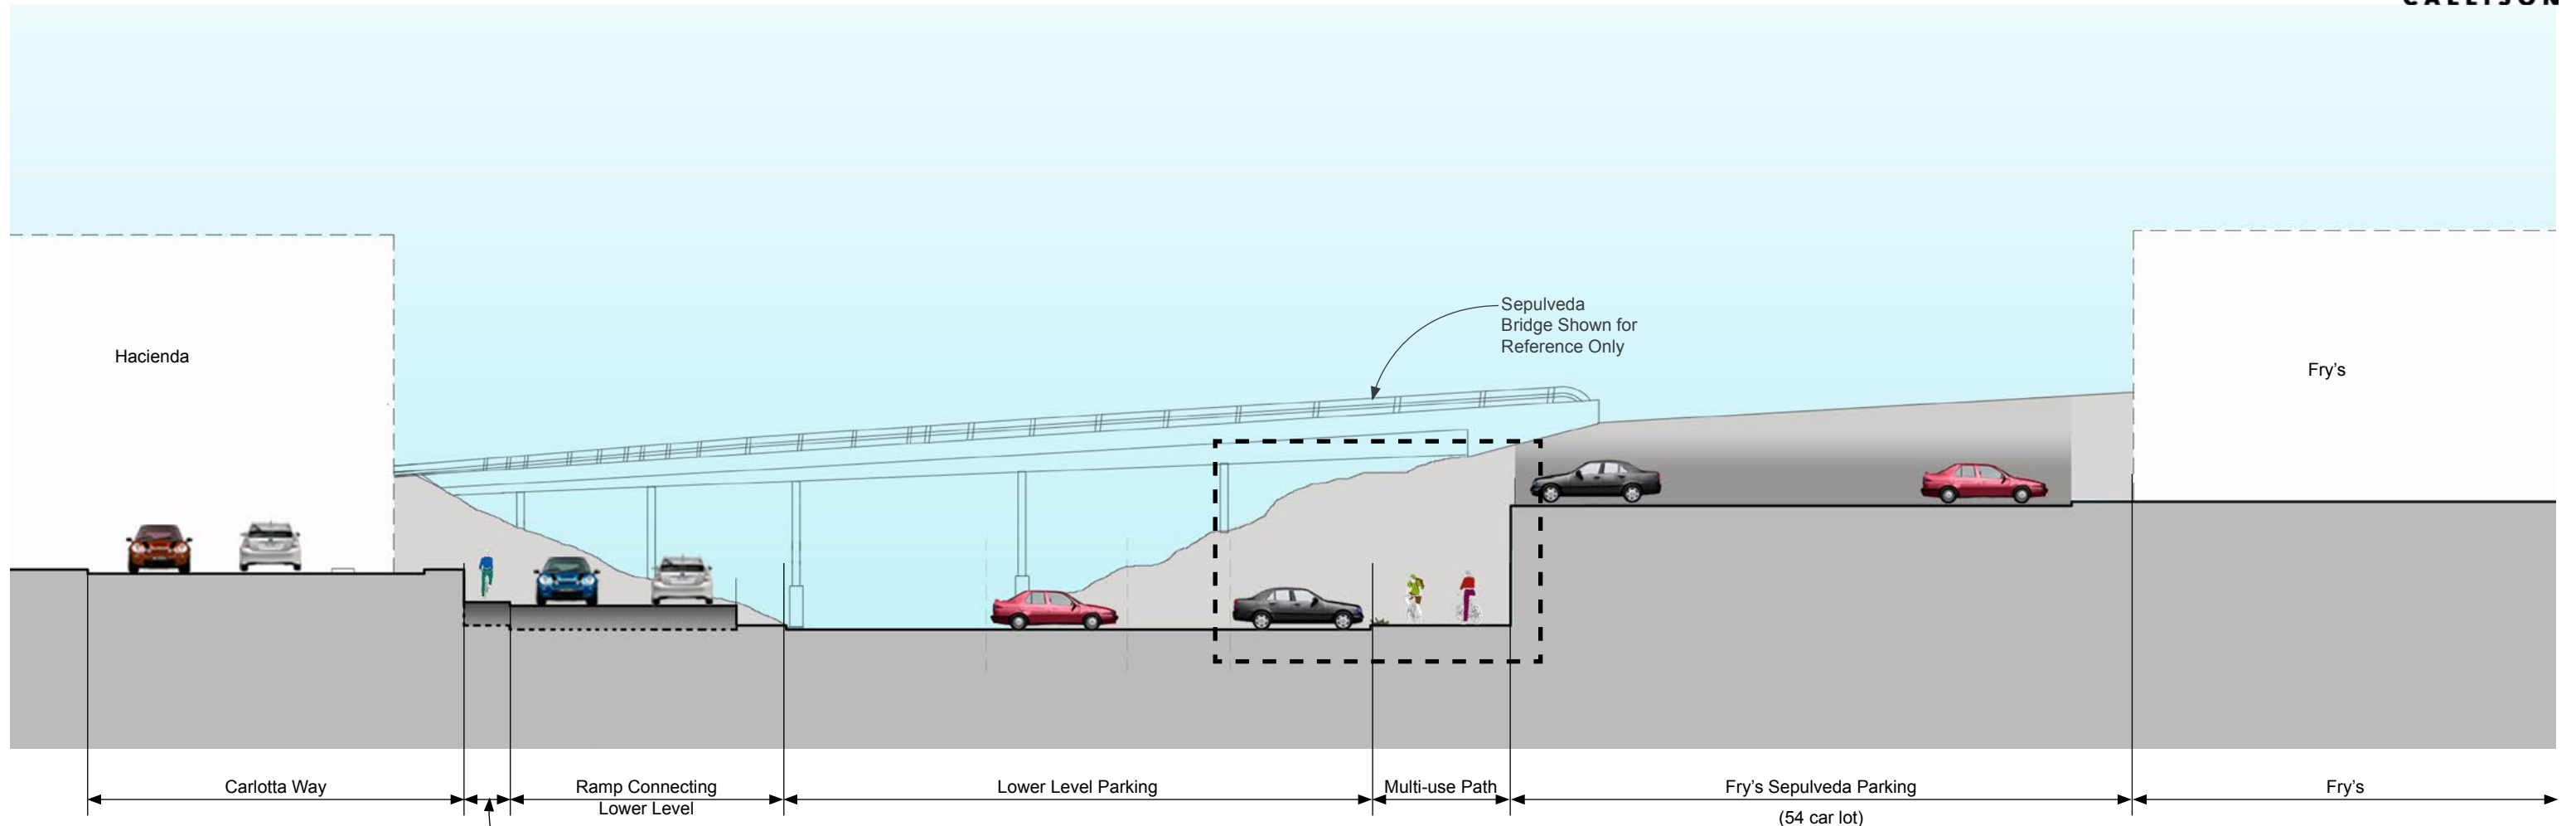 CALLISON
Sepulveda
Bridge Shown for
Reference Only
Hacienda
Fry's
Carlotta Way
Ramp Connecting
Lower Level
Lower Level Parking
Multi-use Path
Fry's Sepulveda Parking
(54 car lot)
Fry's